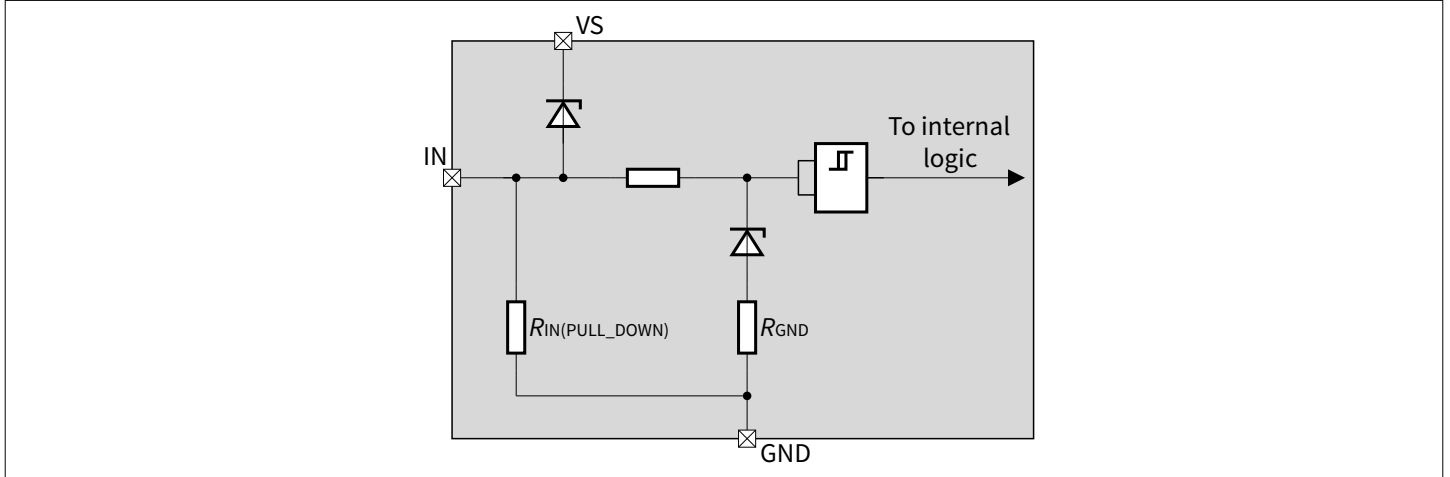 VS
IN
To internal
logic
RIN(PULL_DOWN)
RGND
GND